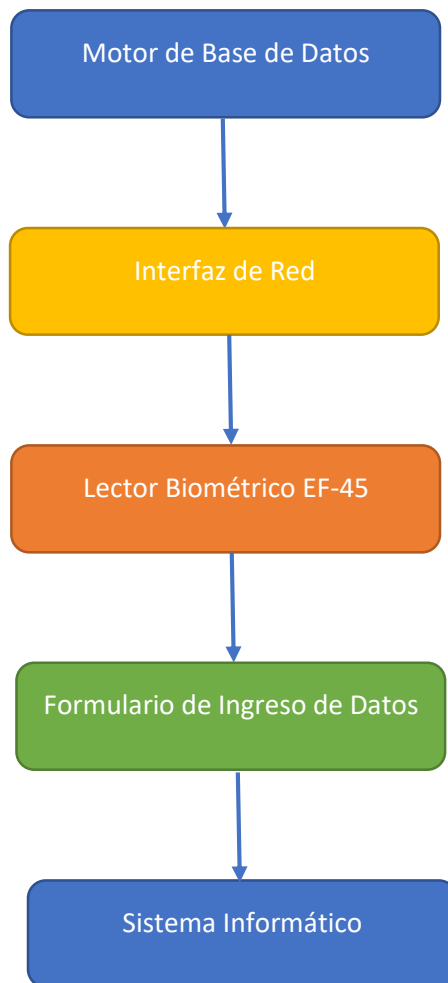 Motor de Base de Datos
Interfaz de Red
Lector Biométrico EF-45
Formulario de Ingreso de Datos
Sistema Informático